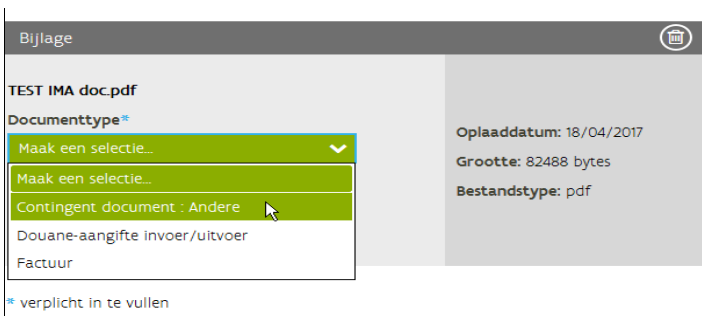 Bijlage
TEST IMA doc.pdf
Documenttype*
Maak een selectie...
Maak een selectie...
Contingent document : Andere
Douane-aangifte invoer/uitvoer
Factuur
Oplaaddatum: 18/04/2017
Grootte: 82488 bytes
Bestandstype: pdf
* verplicht in te vullen